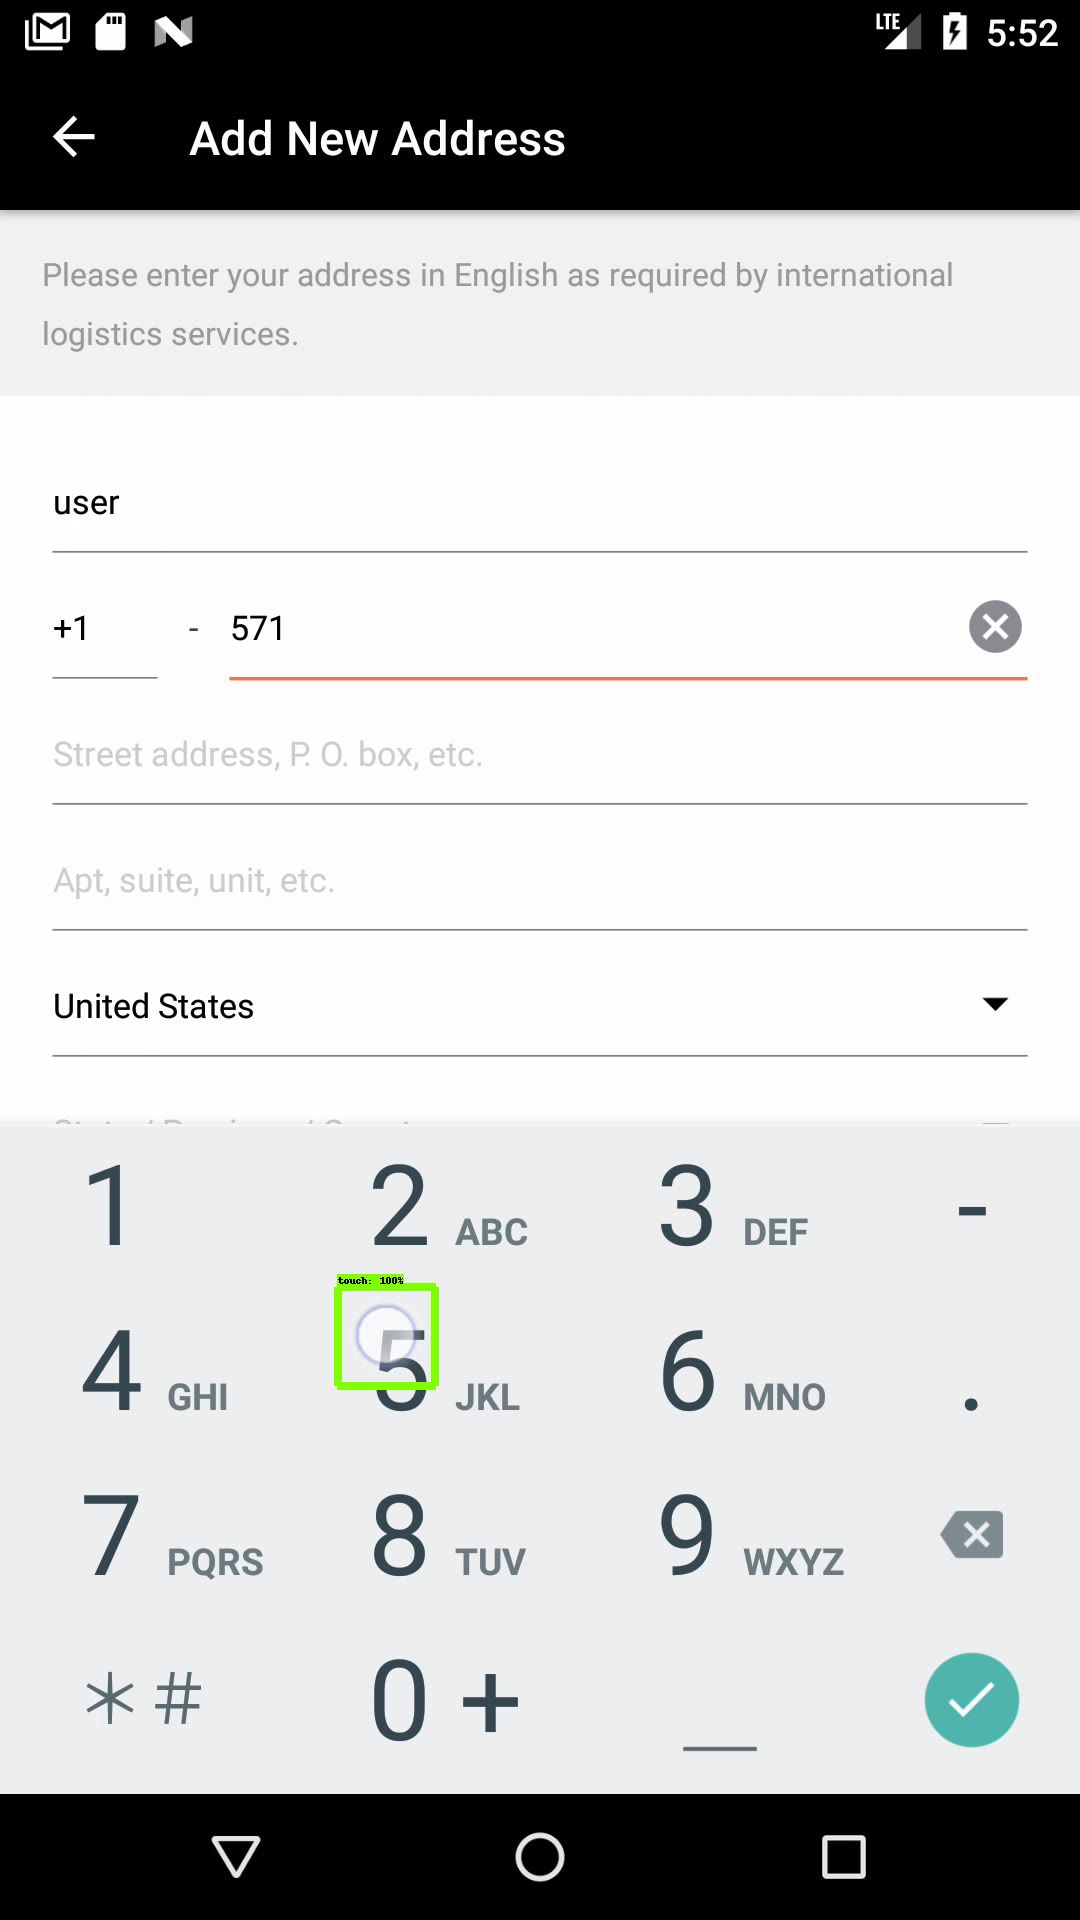 LTE 5:52
Add New Address
Please enter your address in English as required by international
logistics services.
user
+1 - 571
Street address, P. O. box, etc.
Apt, suite, unit, etc.
United States
1 2 ABC 3 DEF -
touch: 100%
4 GHI 5 JKL 6 MNO .
7 PQRS 8 TUV 9 WXYZ
* # 0 + _